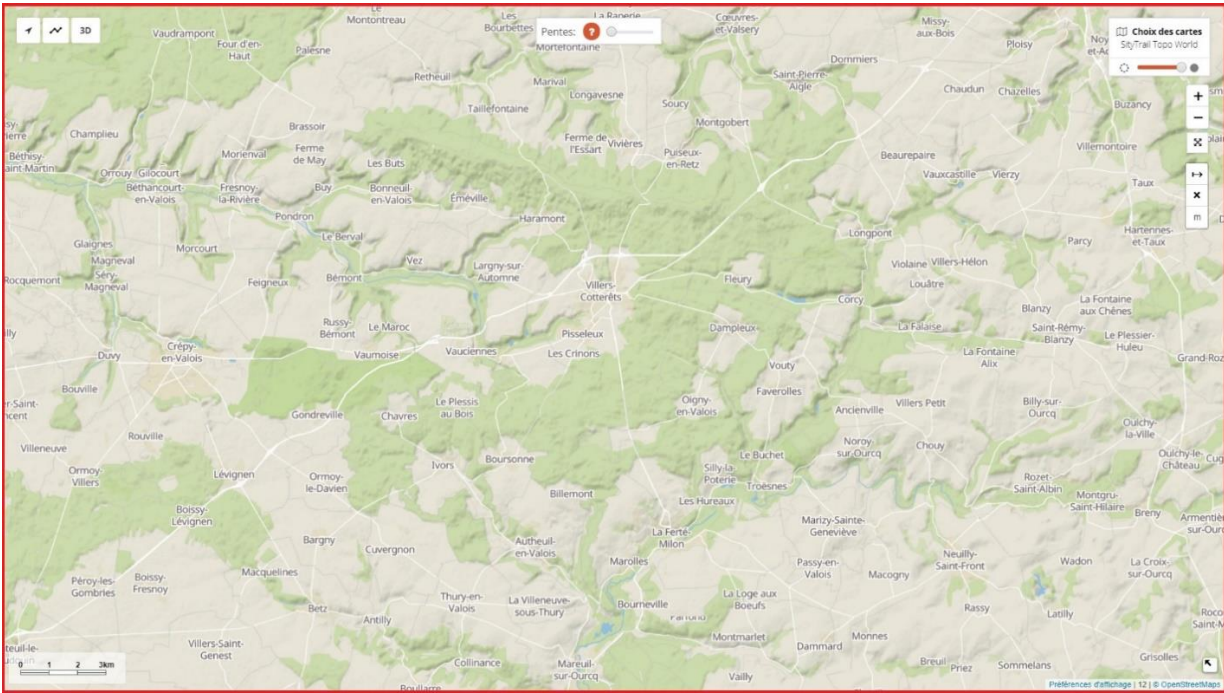 Le
Montontreau
Les
Bourbettes
La Ranerie
Cœuvres-
et-Valsery
Missy-
aux-Bois
3D
Pentes:
?
Choix des cartes
SityTrail Topo World
Vaudrampont
Four d'en-
Haut
Palesne
Mortefontaine
Ploisy
Dommiers
Retheuil
Marival
Saint-Pierre-
Aigle
Longavesne
Chaudun
Chazelles
Taillefontaine
Soucy
Buzancy
+
−
Montgobert
Brassoir
Champlieu
Ferme de
l'Essart
Vivières
Ferme
de May
Morienval
Les Buts
Puiseux-
en-Retz
Beaurepaire
Villemontoire
Béthisy-
Saint-Martin
Orrouy
Gilocourt
Vauxcastille
Vierzy
Taux
m
Béthancourt-
en-Valois
Fresnoy-
la-Rivière
Buy
Bonneuil-
en-Valois
Éméville
Haramont
Pondron
Longpont
Le Berval
Hartennes-
et-Taux
Parcy
Glaignes
Morcourt
Magneval
Vez
Largny-sur-
Automne
Violaine
Villers-Hélon
Rocquemont
Séry-
Magneval
Feigneux
Bémont
Fleury
Louâtre
Villers-
Cotterêts
Corcy
Blanzy
La Fontaine
aux Chênes
Russy-
Bémont
Le Maroc
Pisseleux
Dampleux
La Falaise
Saint-Rémy-
Blanzy
Le Plessier-
Huleu
Crépy-
en-Valois
Duvy
Vaumoise
Vauciennes
Les Crinons
La Fontaine
Alix
Grand-Roz
Vouty
Bouville
Faverolles
Le Plessis
au Bois
Oigny-
en-Valois
Villers Petit
Billy-sur-
Ourcq
Gondreville
Chavres
Ancienville
Oulchy-
la-Ville
Rouville
Villeneuve
Noroy-
sur-Ourcq
Chouy
Le Buchet
Oulchy-le-
Château
Ivors
Boursonne
Silly-la-
Poterie
Ormoy-
Villers
Lévignen
Ormoy-
le-Davien
Troësnes
Rozet-
Saint-Albin
Billemont
Les Hureaux
Montgru-
Saint-Hilaire
Breny
Boissy-
Lévignen
Marizy-Sainte-
Geneviève
La Ferté-
Milon
Bargny
Cuvergnon
Autheuil-
en-Valois
Marolles
Passy-en-
Valois
Macogny
Neuilly-
Saint-Front
Wadon
La Croix-
sur-Ourcq
Péroy-les-
Gombries
Boissy-
Fresnoy
Macquelines
Thury-en-
Valois
La Villeneuve-
sous-Thury
Bourneville
La Loge aux
Boeufs
Betz
Antilly
Rassy
Latilly
Montmarlet
Monnes
Villers-Saint-
Genest
Dammard
Collinance
Mareuil-
sur-Ourcq
Vailly
Breuil
Priez
Sommelans
Grisolles
0 1 2 3km
Boullarre
Préférences d'affichage | 12 | © OpenStreetMaps